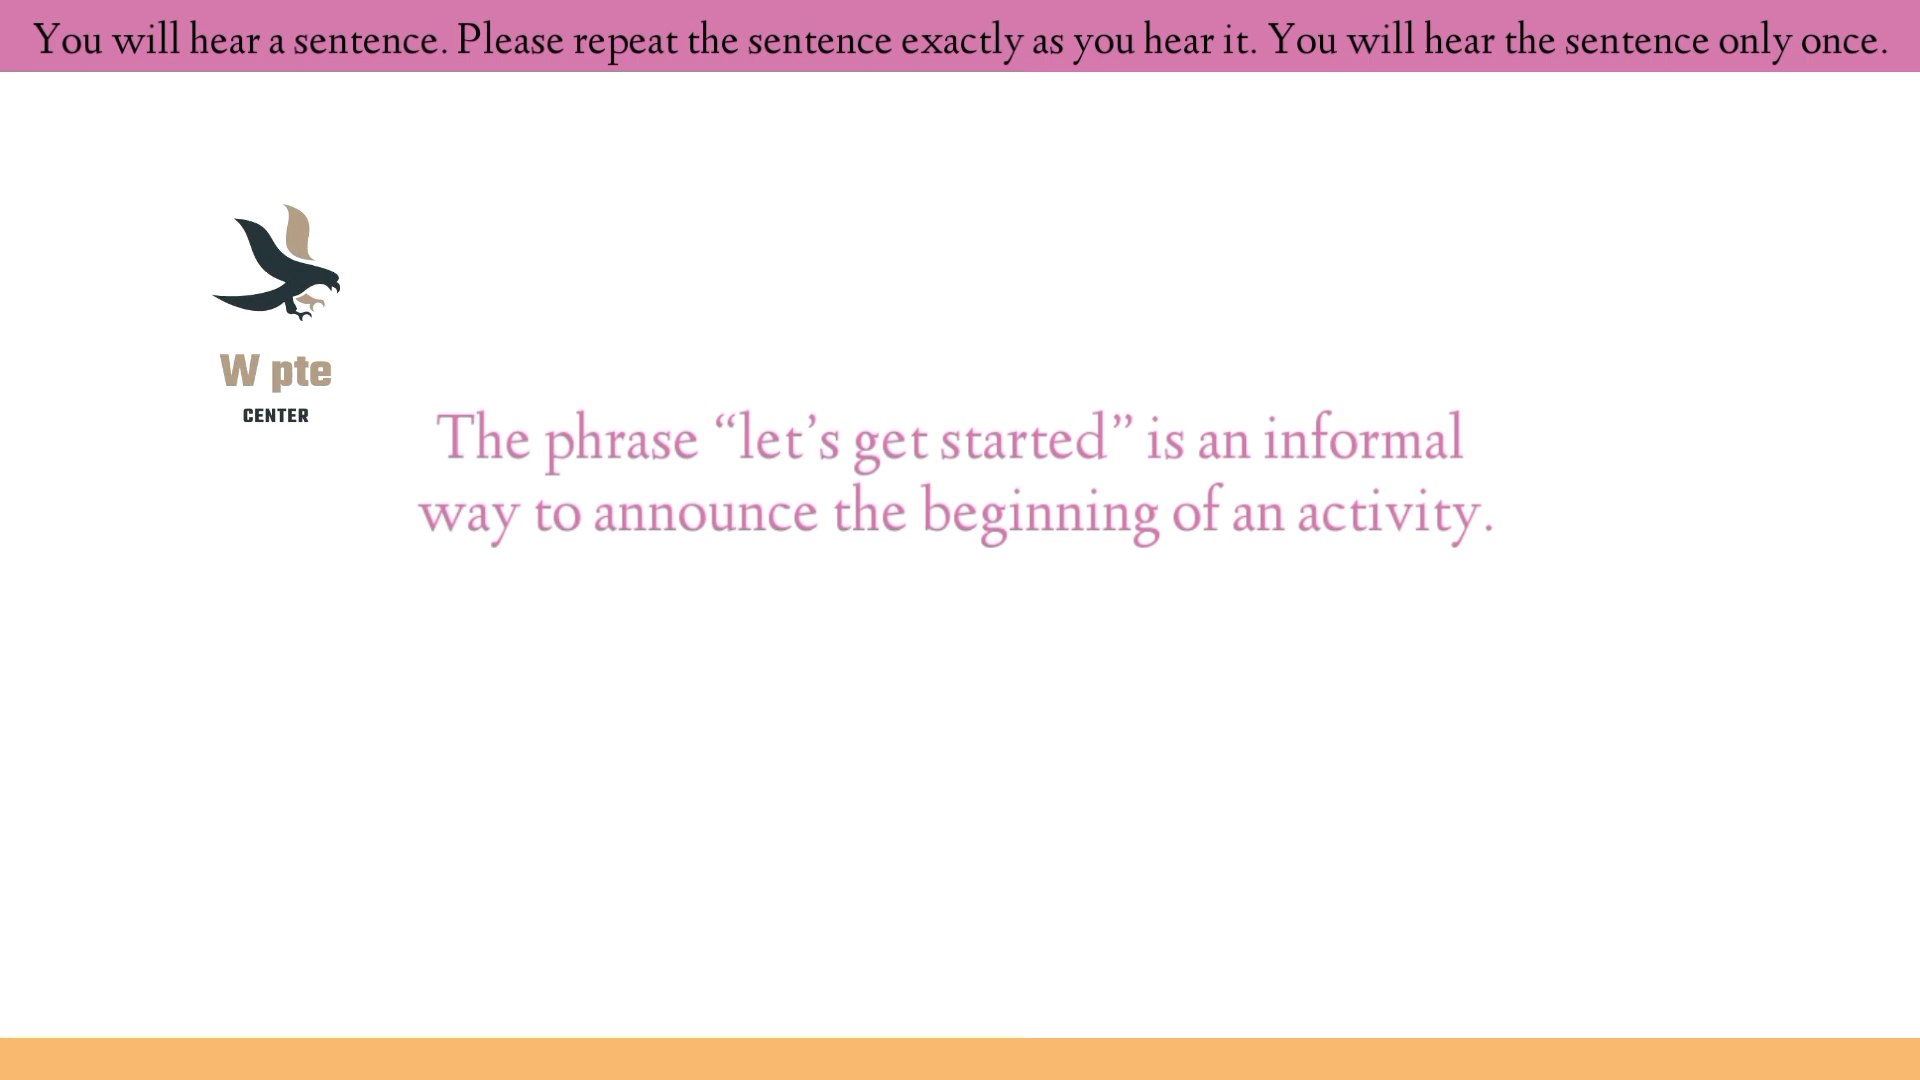 You will hear a sentence. Please repeat the sentence exactly as you hear it. You will hear the sentence only once.
W pte
CENTER
The phrase “let’s get started” is an informal
way to announce the beginning of an activity.